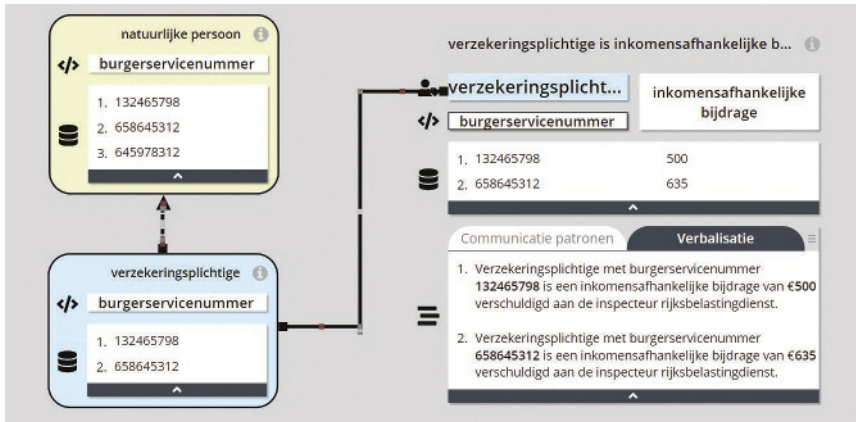 natuurlijke persoon
burgerservicenummer
1. 132465798
2. 658645312
3. 645978312
verzekeringsplichtige
burgerservicenummer
1. 132465798
2. 658645312
verzekeringsplichtige is inkomensafhankelijke b...
verzekeringsplicht...
burgerservicenummer
inkomensafhankelijke
bijdrage
1. 132465798 500
2. 658645312 635
Communicatie patronen Verbalisatie
1. Verzekeringsplichtige met burgerservicenummer
132465798 is een inkomensafhankelijke bijdrage van €500
verschuldigd aan de inspecteur rijksbelastingdienst.
2. Verzekeringsplichtige met burgerservicenummer
658645312 is een inkomensafhankelijke bijdrage van €635
verschuldigd aan de inspecteur rijksbelastingdienst.